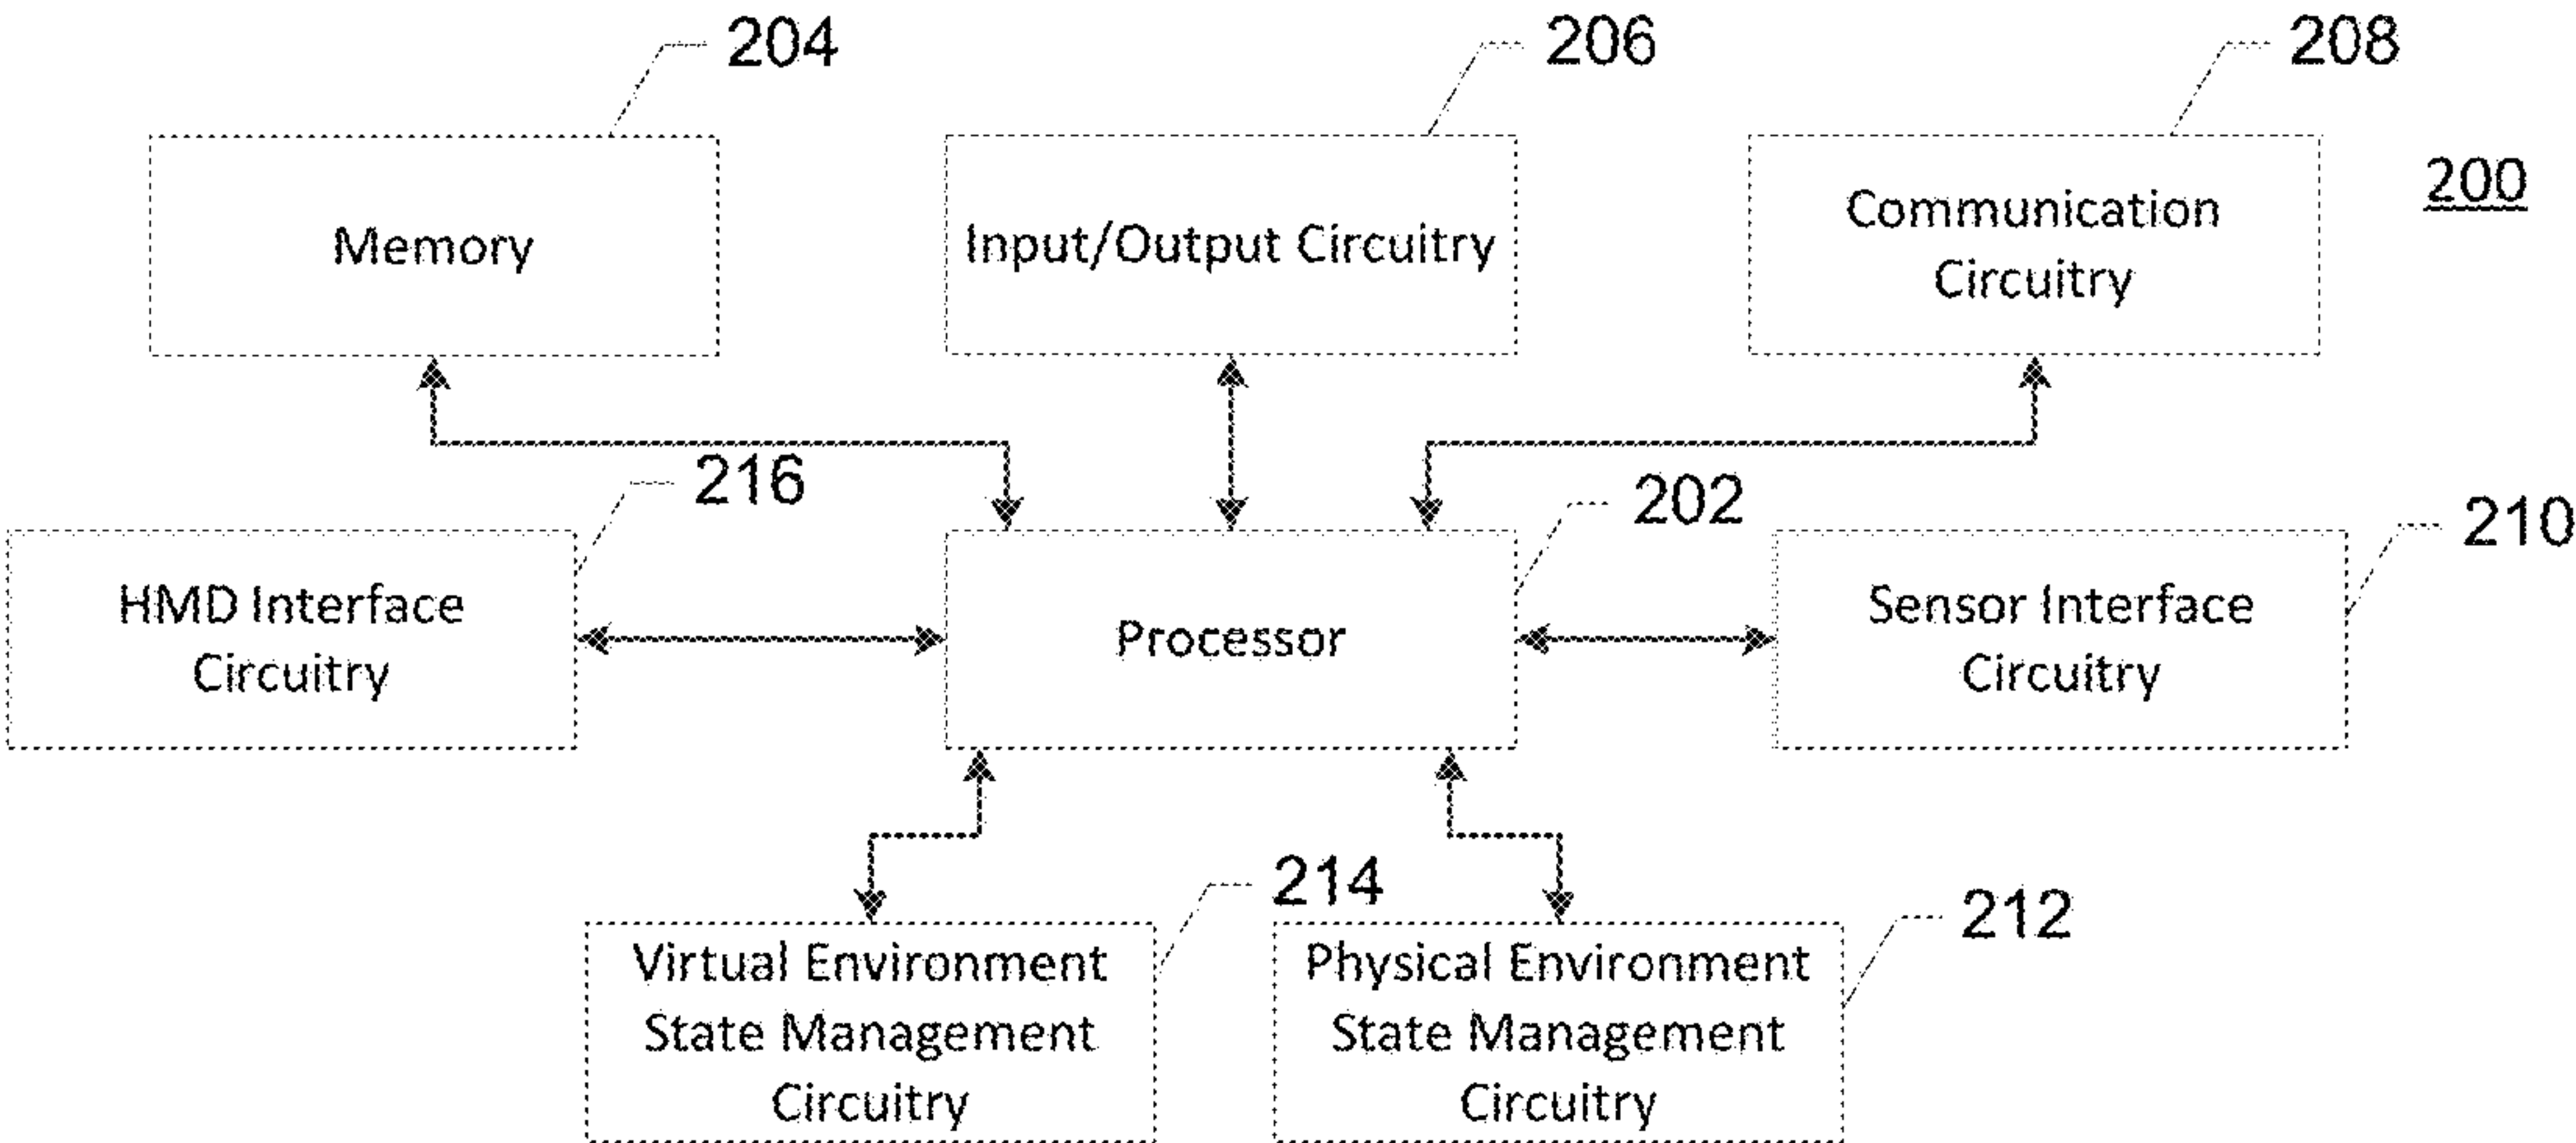 204
206
208
200
Memory
Input/Output Circuitry
Communication
Circuitry
216
202
210
HMD Interface
Circuitry
Processor
Sensor Interface
Circuitry
214
212
Virtual Environment
State Management
Circuitry
Physical Environment
State Management
Circuitry